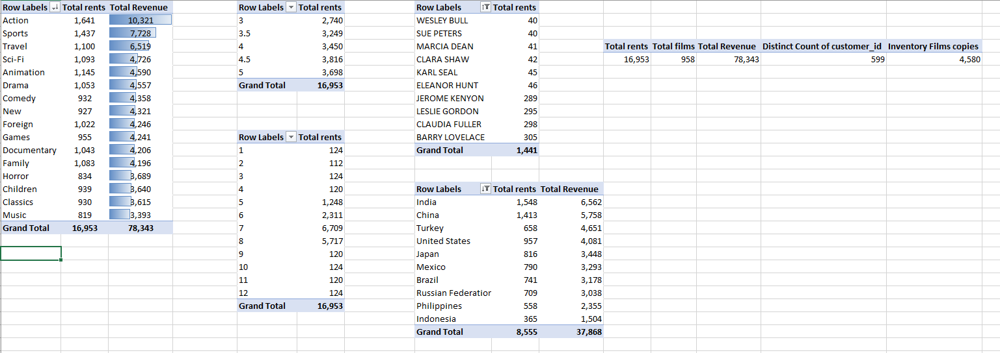 Row Labels Total rents Total Revenue
Action 1,641 10,321
Sports 1,437 7,728
Travel 1,100 6,519
Sci-Fi 1,093 4,726
Animation 1,145 4,590
Drama 1,053 4,557
Comedy 932 4,358
New 927 4,321
Foreign 1,022 4,246
Games 955 4,241
Documentary 1,043 4,206
Family 1,083 4,196
Horror 834 3,689
Children 939 3,640
Classics 930 3,615
Music 819 3,393
Grand Total 16,953 78,343
Row Labels Total rents
3 2,740
3.5 3,249
4 3,450
4.5 3,816
5 3,698
Grand Total 16,953
Row Labels Total rents
1 124
2 112
3 124
4 120
5 1,248
6 2,311
7 6,709
8 5,717
9 120
10 124
11 120
12 124
Grand Total 16,953
Row Labels Total rents
WESLEY BULL 40
SUE PETERS 40
MARCIA DEAN 41
CLARA SHAW 42
KARL SEAL 45
ELEANOR HUNT 46
JEROME KENYON 289
LESLIE GORDON 295
CLAUDIA FULLER 298
BARRY LOVELACE 305
Grand Total 1,441
Row Labels Total rents Total Revenue
India 1,548 6,562
China 1,413 5,758
Turkey 658 4,651
United States 957 4,081
Japan 816 3,448
Mexico 790 3,293
Brazil 741 3,178
Russian Federation 709 3,038
Philippines 558 2,355
Indonesia 365 1,504
Grand Total 8,555 37,868
Total rents Total films Total Revenue Distinct Count of customer_id Inventory Films copies
16,953 958 78,343 599 4,580